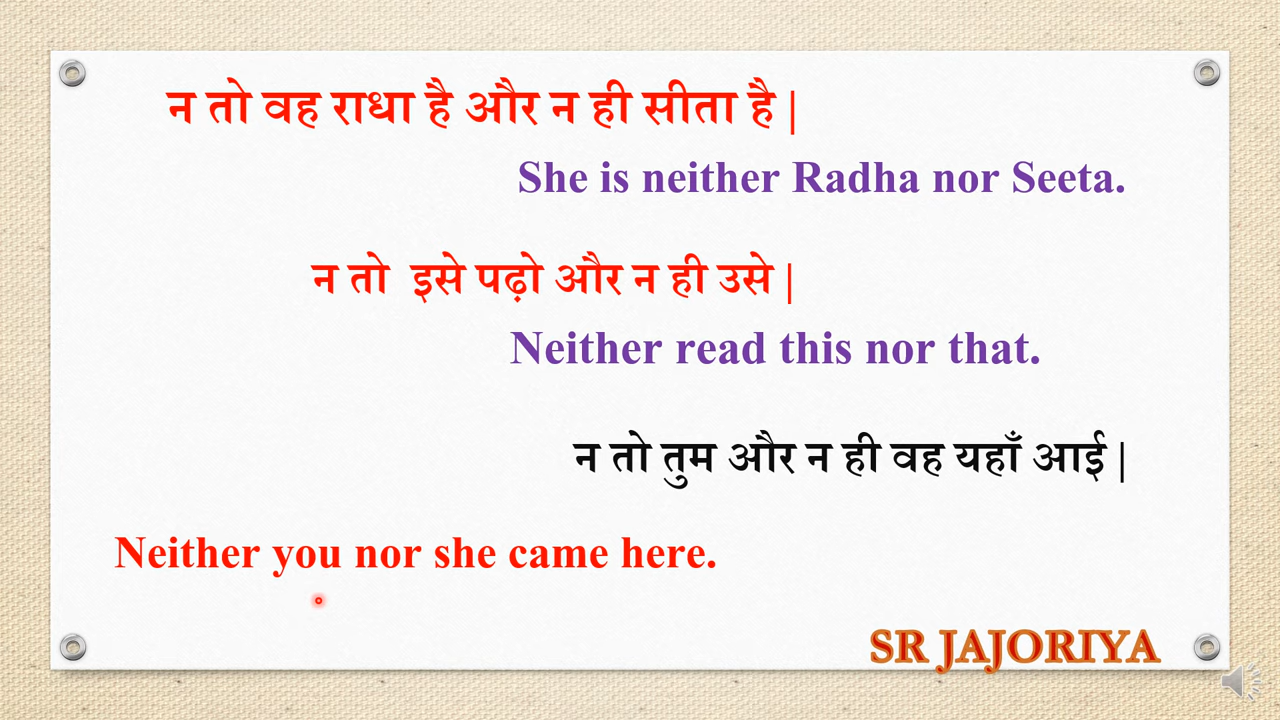 न तो वह राधा है और न ही सीता है |
She is neither Radha nor Seeta.
न तो इसे पढ़ो और न ही उसे |
Neither read this nor that.
न तो तुम और न ही वह यहाँ आई |
Neither you nor she came here.
SR JAJORIYA